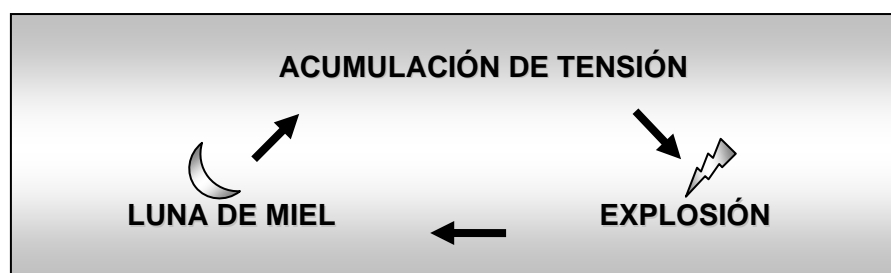 ACUMULACIÓN DE TENSIÓN
LUNA DE MIEL
EXPLOSIÓN